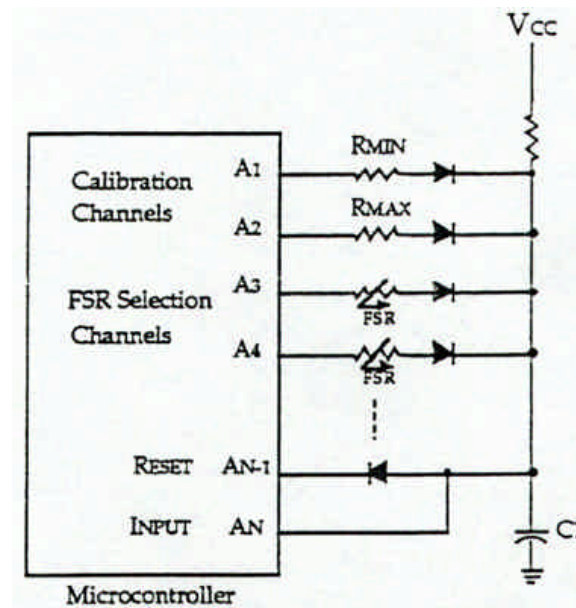 VCC
RMIN
A1
Calibration
Channels
RMAX
A2
FSR Selection
Channels
A3
FSR
A4
FSR
RESET AN-1
INPUT AN
Microcontroller